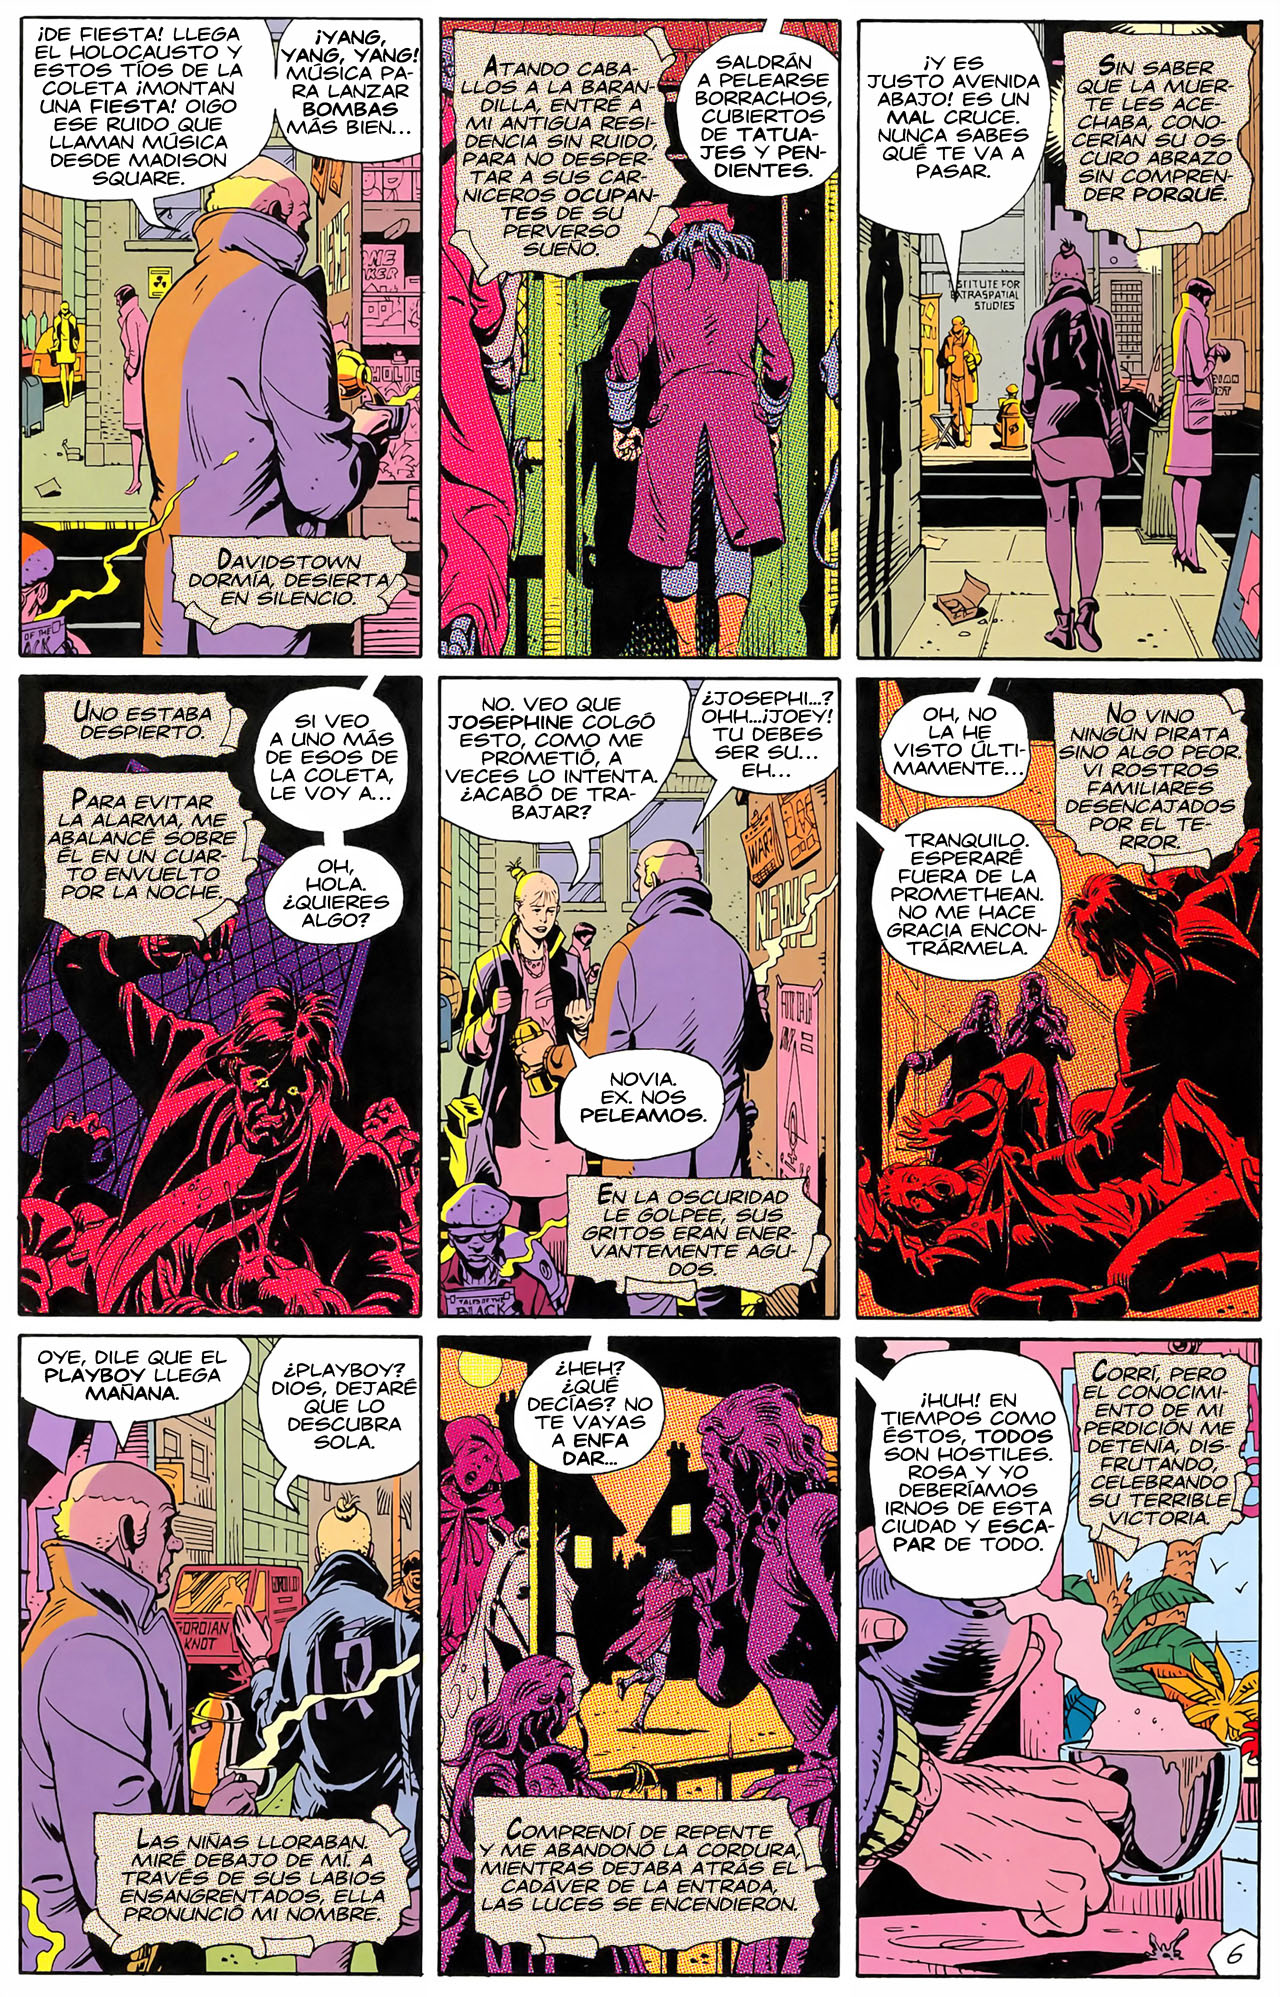 ¡DE FIESTA! LLEGA
EL HOLOCAUSTO Y
ESTOS TÍOS DE LA
COLETA ¡MONTAN
UNA FIESTA! OIGO
ESE RUIDO QUE
LLAMAN MÚSICA
DESDE MADISON
SQUARE.
¡YANG,
YANG, YANG!
MÚSICA PA-
RA LANZAR
BOMBAS
MÁS BIEN...
OF THE
DAVIDSTOWN
DORMÍA, DESIERTA
EN SILENCIO.
ATANDO CABA-
LLOS A LA BARAN-
DILLA, ENTRÉ A
MI ANTIGUA RESI-
DENCIA SIN RUIDO,
PARA NO DESPER-
TAR A SUS CAR-
NICEROS OCUPAN-
TES DE SU
PERVERSO
SUEÑO.
SALDRÁN
A PELEARSE
BORRACHOS,
CUBIERTOS
DE TATUA-
JES Y PEN-
DIENTES.
¡Y ES
JUSTO AVENIDA
ABAJO! ES UN
MAL CRUCE.
NUNCA SABES
QUÉ TE VA A
PASAR.
SIN SABER
QUE LA MUER-
TE LES ACE-
CHABA, CONO-
CERÍAN SU OS-
CURO ABRAZO
SIN COMPREN-
DER PORQUÉ.
INSTITUTE FOR
EXTRASPATIAL
STUDIES
UNO ESTABA
DESPIERTO.
PARA EVITAR
LA ALARMA, ME
ABALANCÉ SOBRE
ÉL EN UN CUAR-
TO ENVUELTO
POR LA NOCHE.
SI VEO
A UNO MÁS
DE ESOS DE
LA COLETA,
LE VOY A...
OH,
HOLA.
¿QUIERES
ALGO?
NO. VEO QUE
JOSEPHINE COLGÓ
ESTO, COMO ME
PROMETIÓ, A
VECES LO INTENTA.
¿ACABÓ DE TRA-
BAJAR?
¿JOSEPHI...?
OHH...¡JOEY!
TU DEBES
SER SU...
EH...
WAR?
NEWS
NOVIA.
EX. NOS
PELEAMOS.
TALES OF THE
BLACK
EN LA OSCURIDAD
LE GOLPEE, SUS
GRITOS ERAN ENER-
VANTEMENTE AGU-
DOS.
OH, NO
LA HE
VISTO ÚLTI-
MAMENTE...
TRANQUILO.
ESPERARÉ
FUERA DE LA
PROMETHEAN.
NO ME HACE
GRACIA ENCON-
TRÁRMELA.
NO VINO
NINGÚN PIRATA
SINO ALGO PEOR.
VI ROSTROS
FAMILIARES
DESENCAJADOS
POR EL TE-
RROR.
OYE, DILE QUE EL
PLAYBOY LLEGA
MAÑANA.
¿PLAYBOY?
DIOS, DEJARÉ
QUE LO
DESCUBRA
SOLA.
GORDIAN
KNOT
LAS NIÑAS LLORABAN.
MIRÉ DEBAJO DE MÍ. A
TRAVÉS DE SUS LABIOS
ENSANGRENTADOS, ELLA
PRONUNCIÓ MI NOMBRE.
¿HEH?
¿QUÉ
DECÍAS? NO
TE VAYAS
A ENFA
DAR...
COMPRENDÍ DE REPENTE
Y ME ABANDONÓ LA CORDURA,
MIENTRAS DEJABA ATRÁS EL
CADÁVER DE LA ENTRADA,
LAS LUCES SE ENCENDIERON.
¡HUH! EN
TIEMPOS COMO
ÉSTOS, TODOS
SON HOSTILES.
ROSA Y YO
DEBERÍAMOS
IRNOS DE ESTA
CIUDAD Y ESCA-
PAR DE TODO.
CORRÍ, PERO
EL CONOCIMI-
ENTO DE MI
PERDICIÓN ME
DETENÍA, DIS-
FRUTANDO,
CELEBRANDO
SU TERRIBLE
VICTORIA.
6